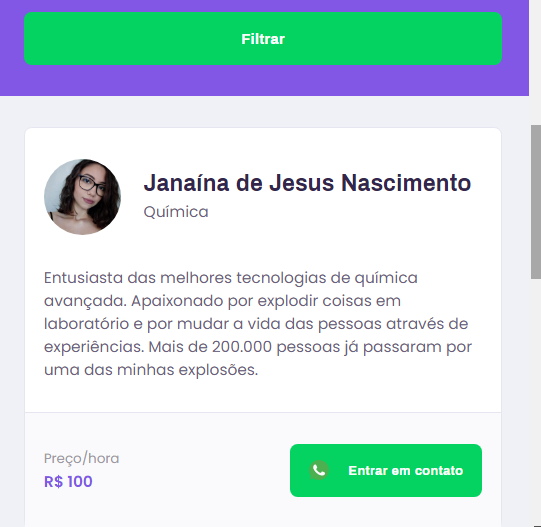 Filtrar
Janaína de Jesus Nascimento
Química
Entusiasta das melhores tecnologias de química
avançada. Apaixonado por explodir coisas em
laboratório e por mudar a vida das pessoas através de
experiências. Mais de 200.000 pessoas já passaram por
uma das minhas explosões.
Preço/hora
R$ 100
Entrar em contato